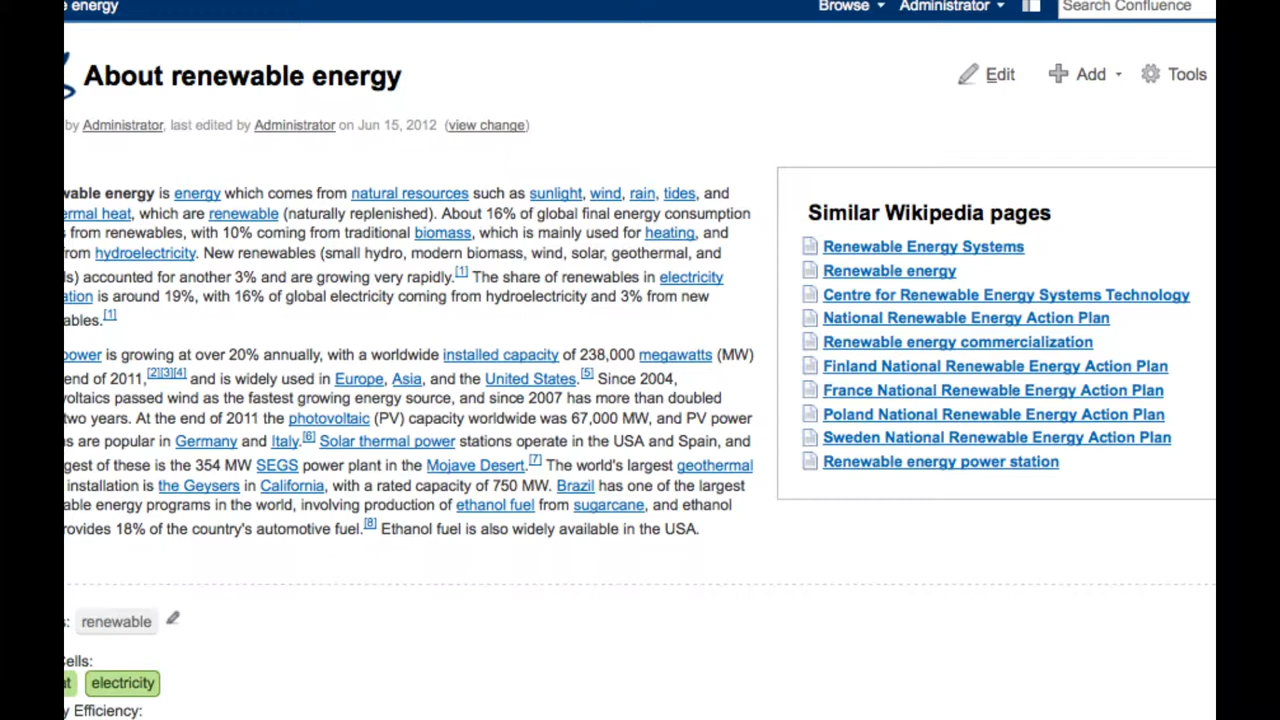 e energy
Browse
Administrator
Search Confluence
About renewable energy
Edit
Add
Tools
by Administrator, last edited by Administrator on Jun 15, 2012 (view change)
wable energy is energy which comes from natural resources such as sunlight, wind, rain, tides, and
ermal heat, which are renewable (naturally replenished). About 16% of global final energy consumption
s from renewables, with 10% coming from traditional biomass, which is mainly used for heating, and
from hydroelectricity. New renewables (small hydro, modern biomass, wind, solar, geothermal, and
ls) accounted for another 3% and are growing very rapidly.[1] The share of renewables in electricity
ation is around 19%, with 16% of global electricity coming from hydroelectricity and 3% from new
ables.[1]
power is growing at over 20% annually, with a worldwide installed capacity of 238,000 megawatts (MW)
end of 2011,[2][3][4] and is widely used in Europe, Asia, and the United States.[5] Since 2004,
voltaics passed wind as the fastest growing energy source, and since 2007 has more than doubled
two years. At the end of 2011 the photovoltaic (PV) capacity worldwide was 67,000 MW, and PV power
ns are popular in Germany and Italy.[6] Solar thermal power stations operate in the USA and Spain, and
gest of these is the 354 MW SEGS power plant in the Mojave Desert.[7] The world's largest geothermal
installation is the Geysers in California, with a rated capacity of 750 MW. Brazil has one of the largest
able energy programs in the world, involving production of ethanol fuel from sugarcane, and ethanol
rovides 18% of the country's automotive fuel.[8] Ethanol fuel is also widely available in the USA.
Similar Wikipedia pages
Renewable Energy Systems
Renewable energy
Centre for Renewable Energy Systems Technology
National Renewable Energy Action Plan
Renewable energy commercialization
Finland National Renewable Energy Action Plan
France National Renewable Energy Action Plan
Poland National Renewable Energy Action Plan
Sweden National Renewable Energy Action Plan
Renewable energy power station
s: renewable
Cells:
at electricity
y Efficiency: